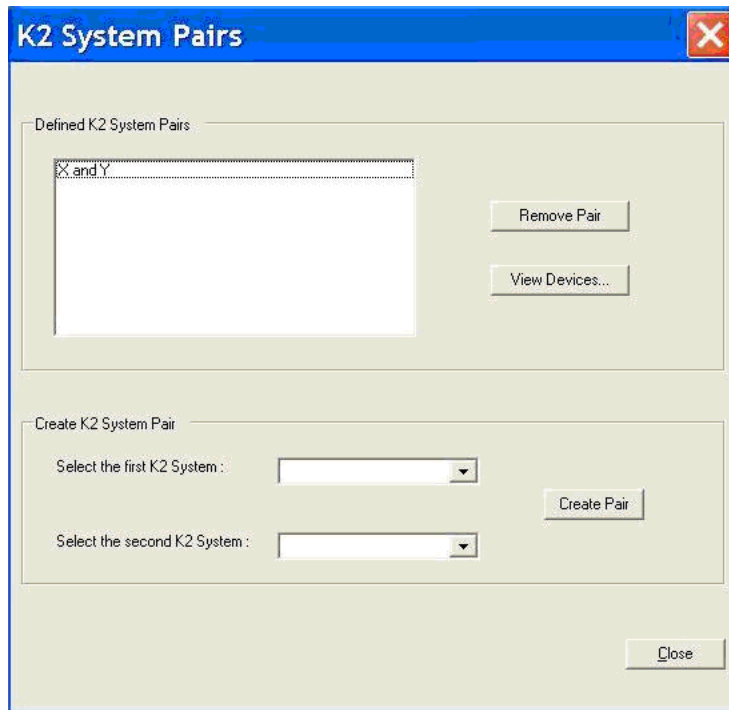 K2 System Pairs
Defined K2 System Pairs
X and Y
Remove Pair
View Devices...
Create K2 System Pair
Select the first K2 System :
Create Pair
Select the second K2 System :
Close